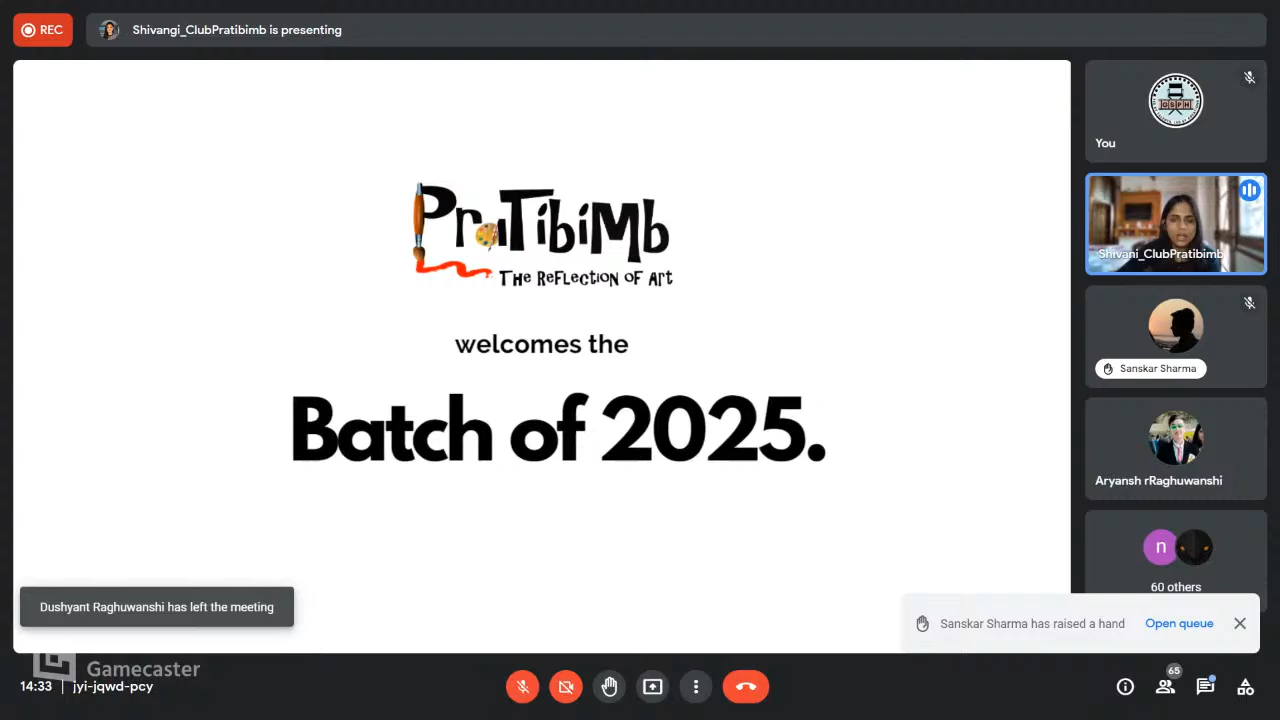 REC
Shivangi_ClubPratibimb is presenting
PraTibiMb
The ReFLection OF Art
welcomes the
Batch of 2025.
GSPH
You
Shivani_ClubPratibimb
Sanskar Sharma
Aryansh rRaghuwanshi
n
60 others
Dushyant Raghuwanshi has left the meeting
Sanskar Sharma has raised a hand Open queue
Gamecaster
14:33 | jyi-jqwd-pcy
65